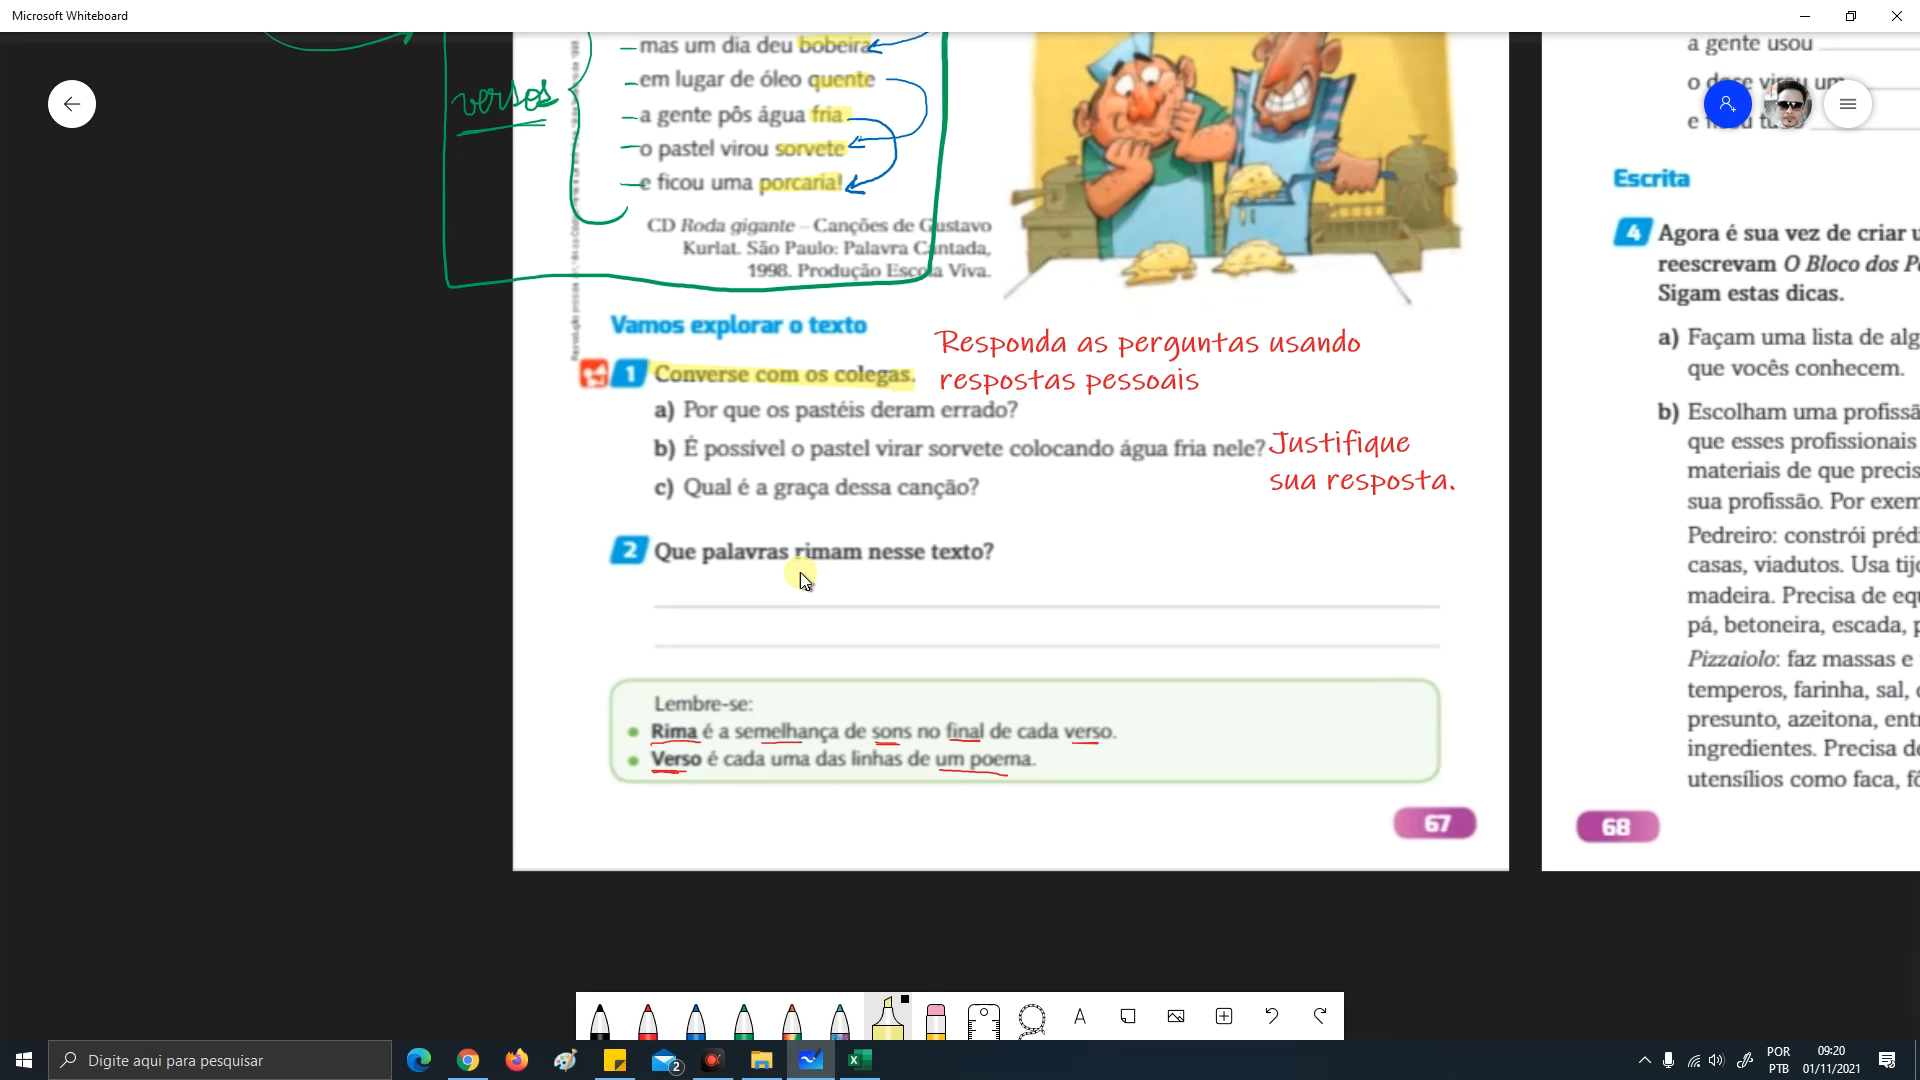 Microsoft Whiteboard
mas um dia deu bobeira
em lugar de óleo quente
a gente pôs água fria
o pastel virou sorvete
e ficou uma porcaria!
versos
CD Roda gigante – Canções de Gustavo
Kurlat. São Paulo: Palavra Cantada,
1998. Produção Escola Viva.
Vamos explorar o texto
Responda as perguntas usando
respostas pessoais
1 Converse com os colegas.
a) Por que os pastéis deram errado?
b) É possível o pastel virar sorvete colocando água fria nele? Justifique
sua resposta.
c) Qual é a graça dessa canção?
2 Que palavras rimam nesse texto?
Lembre-se:
Rima é a semelhança de sons no final de cada verso.
Verso é cada uma das linhas de um poema.
67
a gente usou
o doce virou um
e
Escrita
4 Agora é sua vez de criar
reescrevam O Bloco dos
Sigam estas dicas.
a) Façam uma lista de
que vocês conhecem.
b) Escolham uma
que esses profissionais
materiais de que
sua profissão. Por
Pedreiro: constrói
casas, viadutos. Usa
madeira. Precisa de
pá, betoneira, escada,
Pizzaiolo: faz massas e
temperos, farinha, sal,
presunto, azeitona,
ingredientes. Precisa
utensílios como faca,
68
A
Digite aqui para pesquisar
2
POR
PTB
09:20
01/11/2021